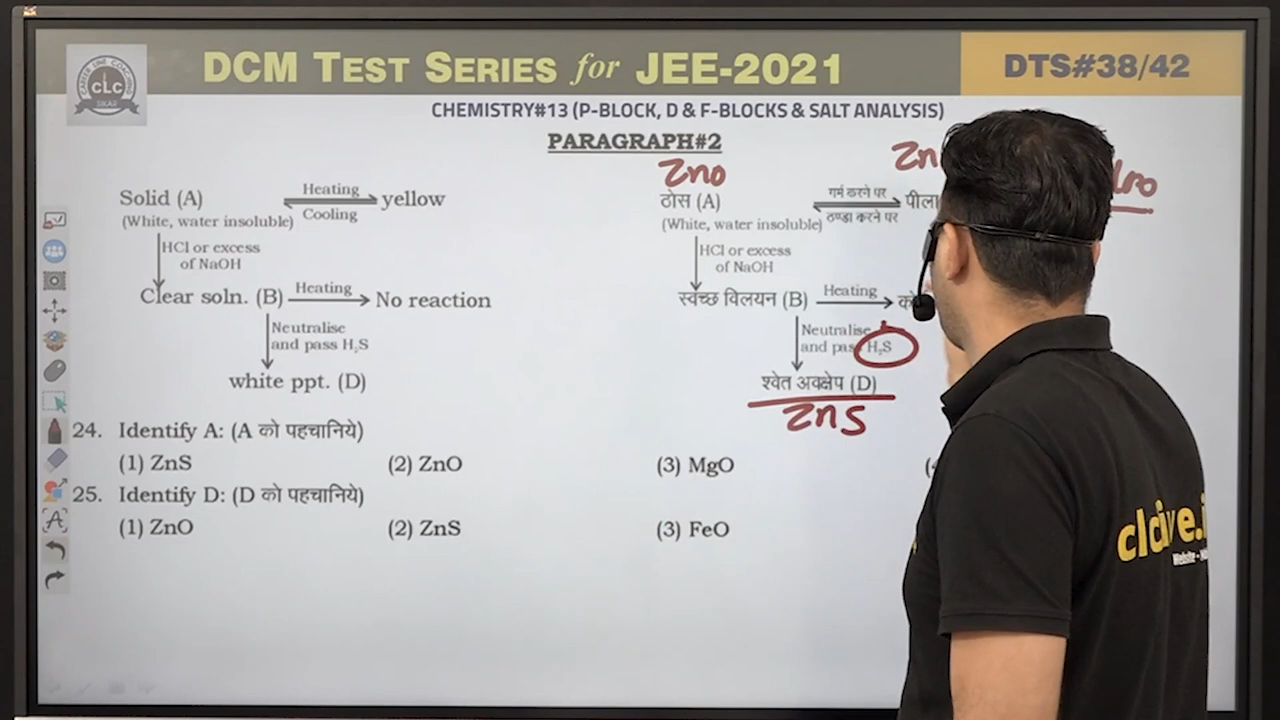 DCM TEST SERIES for JEE-2021
DTS#38/42
CLC
SIKAR
CHEMISTRY#13 (P-BLOCK, D & F-BLOCKS & SALT ANALYSIS)
PARAGRAPH#2
Solid (A) Heating Cooling yellow
(White, water insoluble)
HCl or excess
of NaOH
Clear soln. (B) Heating No reaction
Neutralise
and pass H₂S
white ppt. (D)
ZnO
Zn
ठोस (A) गर्म करने पर ठण्डा करने पर पीला
(White, water insoluble)
HCl or excess
of NaOH
स्वच्छ विलयन (B) Heating
Neutralise
and pass H₂S
श्वेत अवक्षेप (D)
ZnS
24. Identify A: (A को पहचानिये)
(1) ZnS (2) ZnO (3) MgO
25. Identify D: (D को पहचानिये)
(1) ZnO (2) ZnS (3) FeO
Website -